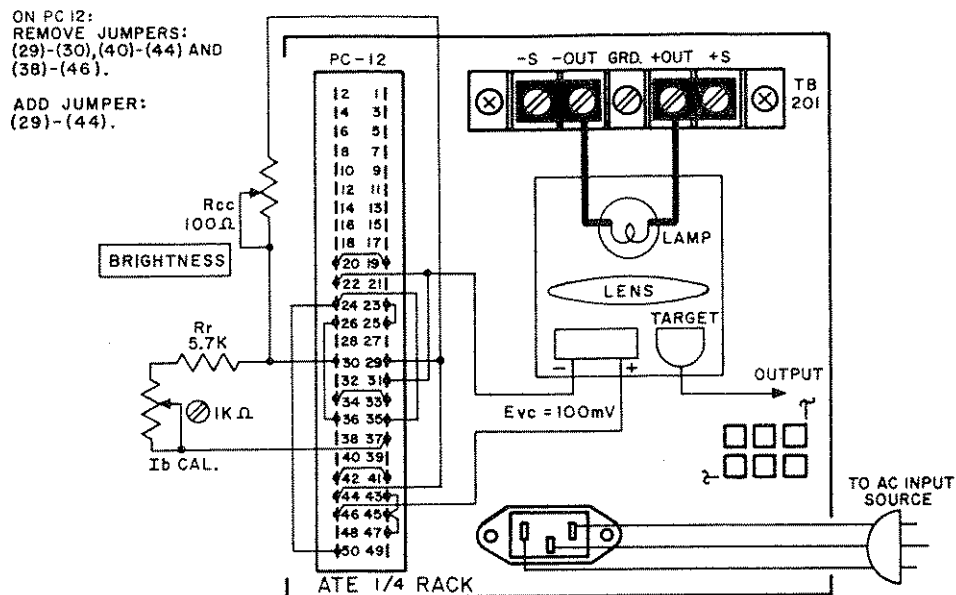 ON PC 12:
REMOVE JUMPERS:
(29)-(30),(40)-(44) AND
(38)-(46).
ADD JUMPER:
(29)-(44).
PC-12
2 1
4 3
6 5
8 7
10 9
12 11
14 13
16 15
18 17
20 19
22 21
24 23
26 25
28 27
30 29
32 31
34 33
36 35
38 37
40 39
42 41
44 43
46 45
48 47
50 49
ATE 1/4 RACK
Rcc
100Ω
BRIGHTNESS
Rr
5.7K
1KΩ
Ib CAL.
-S -OUT GRD. +OUT +S
TB
201
LAMP
LENS
TARGET
- +
OUTPUT
Evc = 100mV
TO AC INPUT
SOURCE